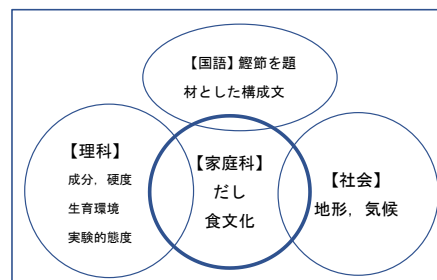 【国語】鰹節を題
材とした構成文
【理科】
成分，硬度
生育環境
実験的態度
【家庭科】
だし
食文化
【社会】
地形，気候